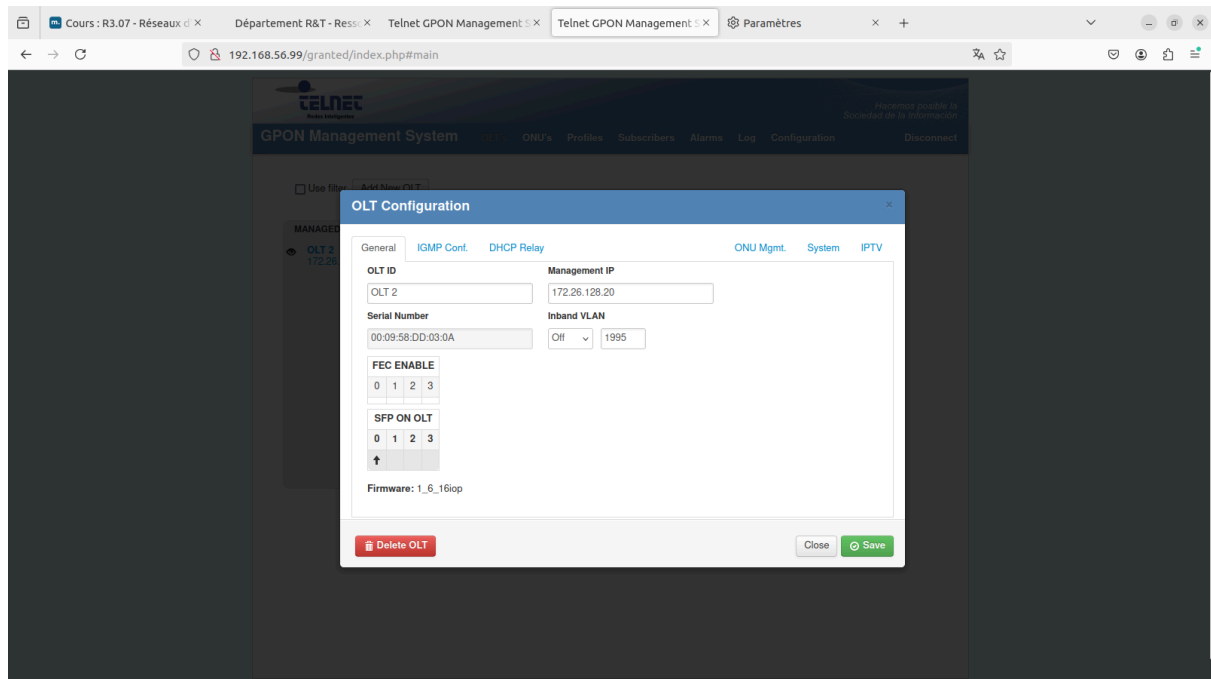 Cours : R3.07 - Réseaux d
Département R&T - Resso
Telnet GPON Management S
Telnet GPON Management S
Paramètres
192.168.56.99/granted/index.php#main
TELNET
Redes Inteligentes
Haremos posible la
Sociedad de la Información
GPON Management System ONU's Profiles Subscribers Alarms Log Configuration Disconnect
Use filter Add New OLT
OLT Configuration
MANAGED
OLT 2
172.26
General IGMP Conf. DHCP Relay ONU Mgmt. System IPTV
OLT ID Management IP
OLT 2 172.26.128.20
Serial Number Inband VLAN
00:09:58:DD:03:0A Off 1995
FEC ENABLE
0 1 2 3
SFP ON OLT
0 1 2 3
Firmware: 1_6_16iop
Delete OLT Close Save